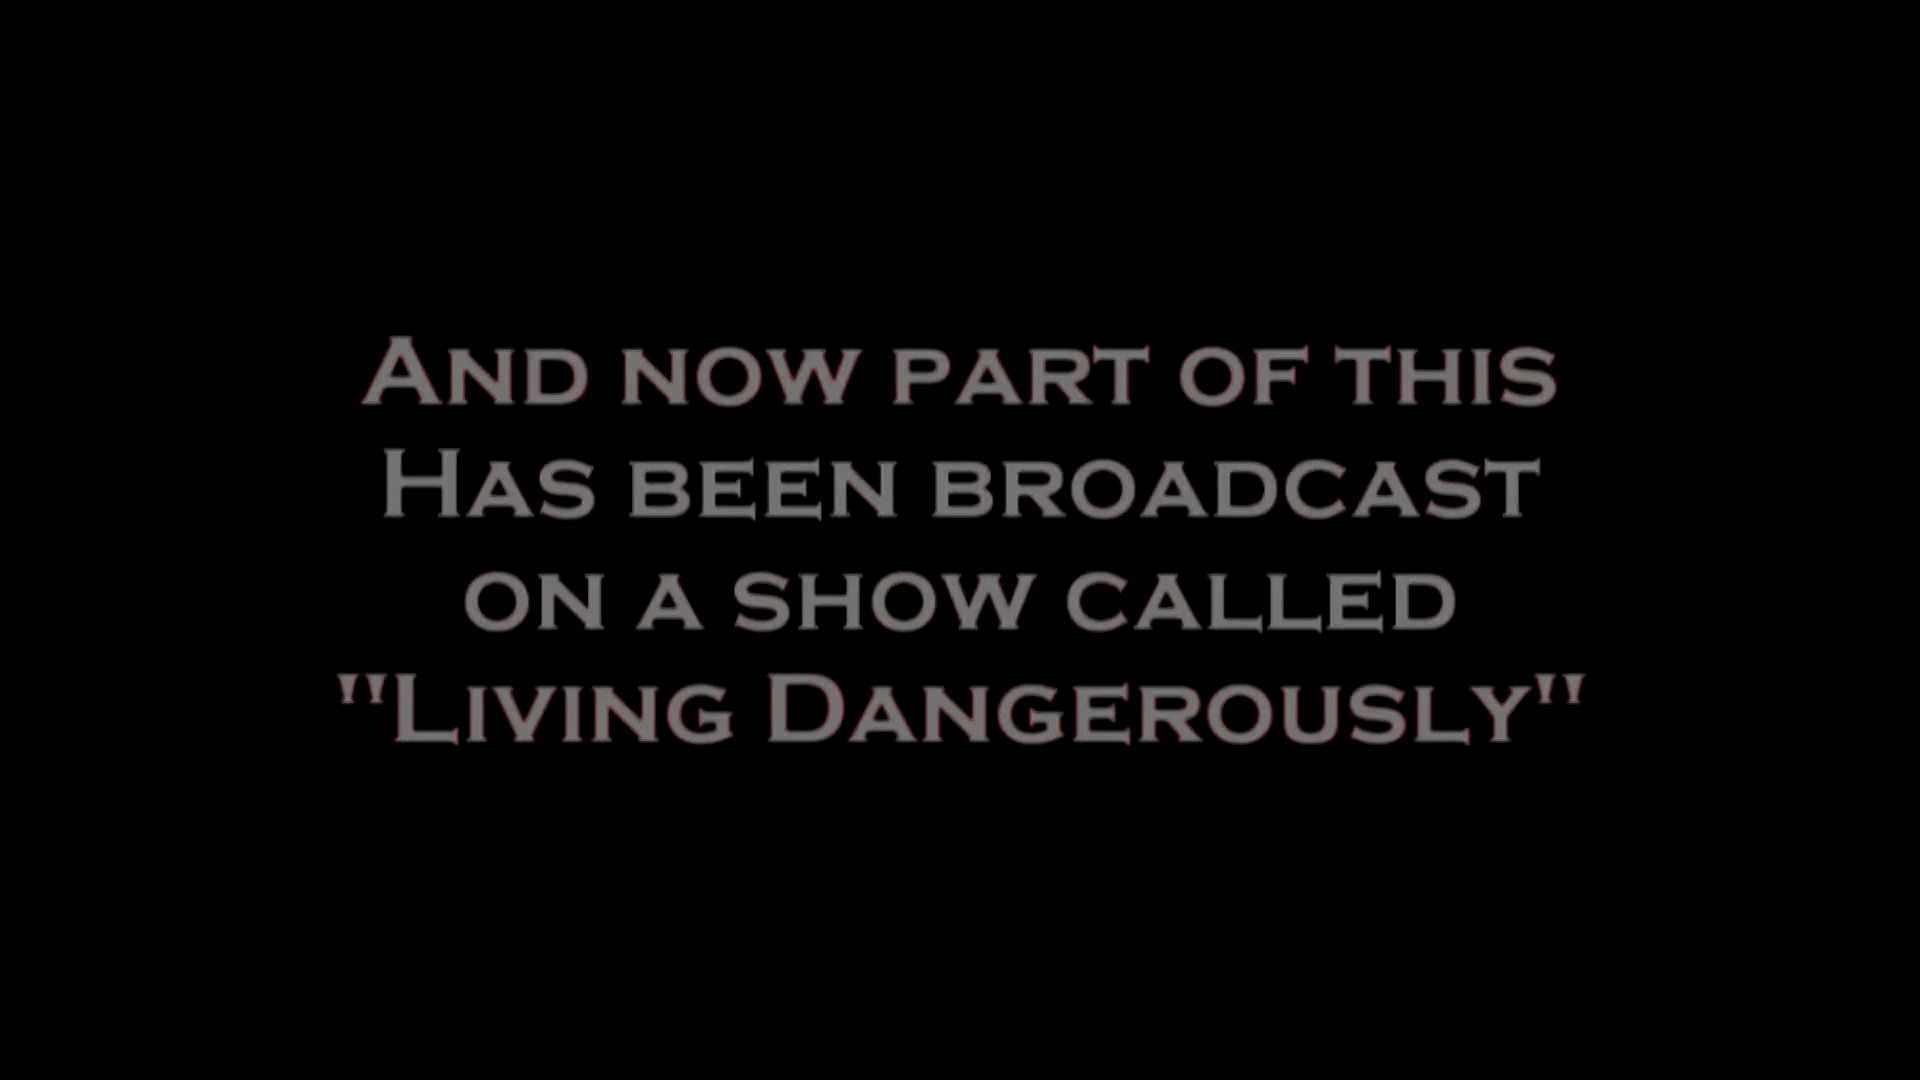 And now part of this
Has been broadcast
on a show called
"Living Dangerously"